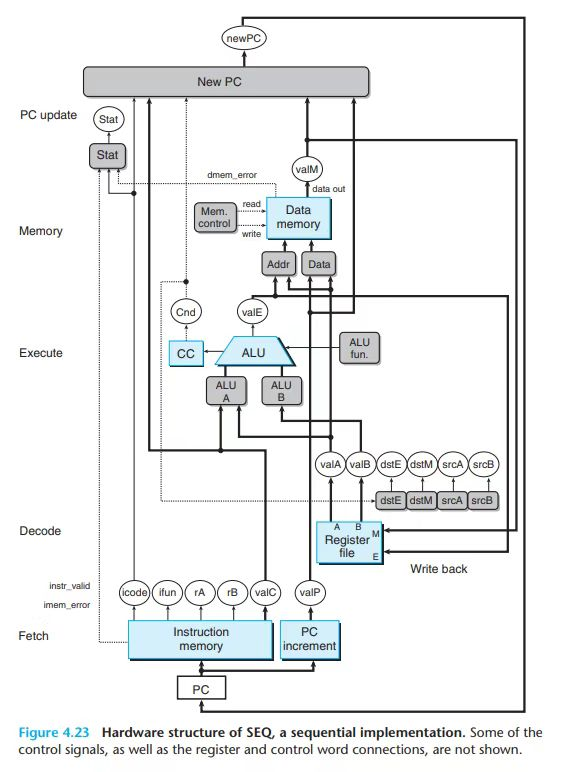 newPC
New PC
PC update
Stat
Stat
valM
data out
dmem_error
read
Mem.
control
write
Data
memory
Memory
Addr
Data
Cnd
valE
Execute
CC
ALU
ALU
fun.
ALU
A
ALU
B
valA
valB
dstE
dstM
srcA
srcB
dstE
dstM
srcA
srcB
Decode
A
B
M
Register
file
E
Write back
instr_valid
imem_error
icode
ifun
rA
rB
valC
valP
Fetch
Instruction
memory
PC
increment
PC
Figure 4.23 Hardware structure of SEQ, a sequential implementation. Some of the
control signals, as well as the register and control word connections, are not shown.